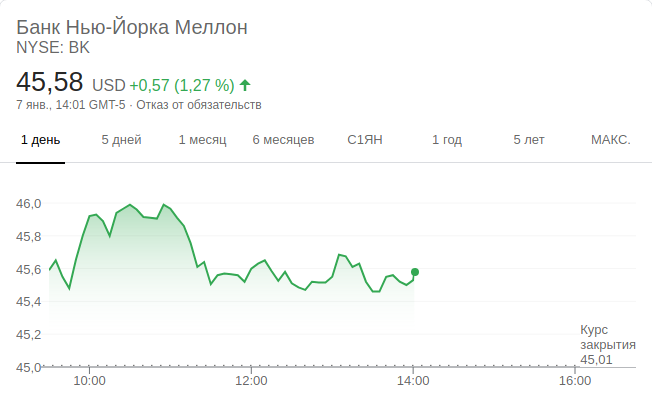 Банк Нью-Йорка Меллон
NYSE: BK
45,58 USD +0,57 (1,27 %)
7 янв., 14:01 GMT-5 · Отказ от обязательств
1 день 5 дней 1 месяц 6 месяцев С1ЯН 1 год 5 лет МАКС.
46,0
45,8
45,6
45,4
45,2
Курс
закрытия
45,01
45,0
10:00 12:00 14:00 16:00